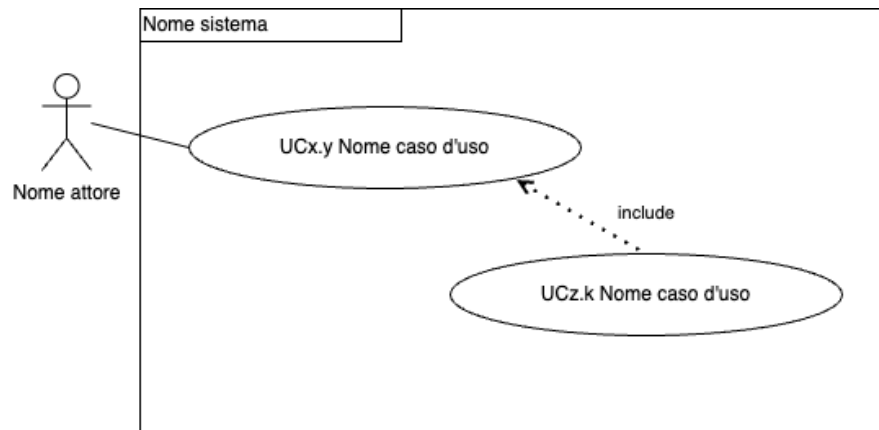 Nome sistema
UCx.y Nome caso d'uso
Nome attore
include
UCz.k Nome caso d'uso